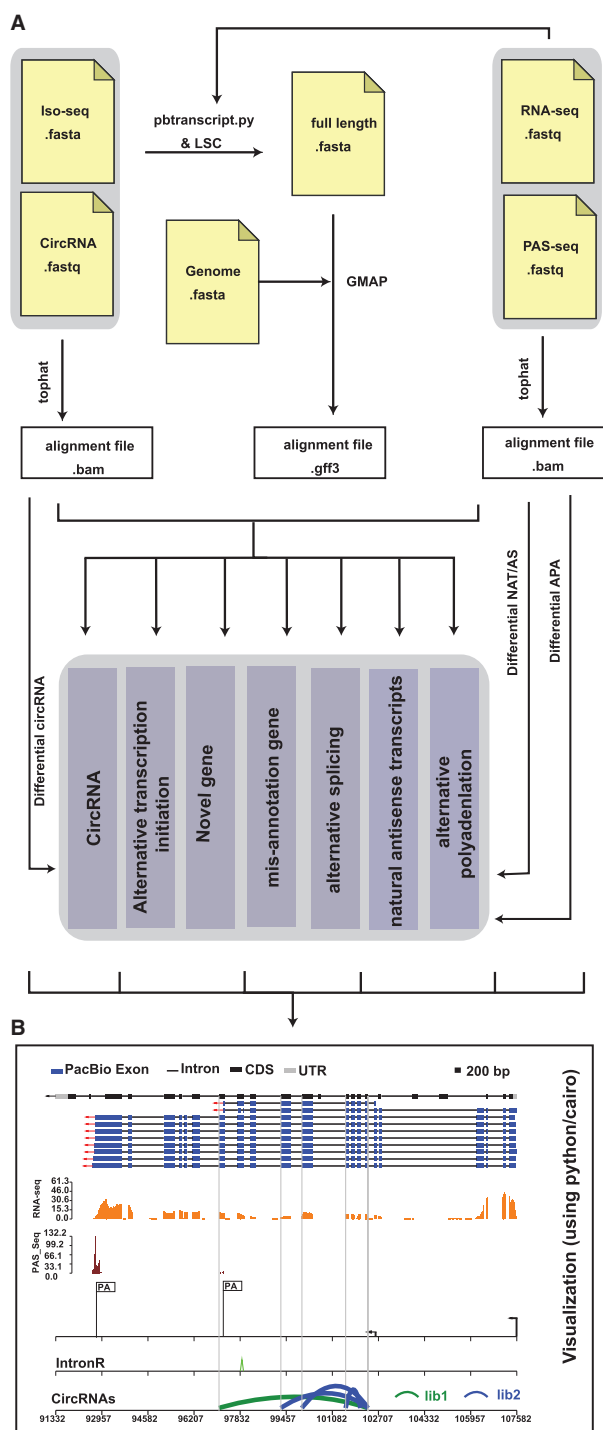 A
Iso-seq
.fasta
CircRNA
.fastq
pbtranscript.py
& LSC
full length
.fasta
Genome
.fasta
GMAP
RNA-seq
.fastq
PAS-seq
.fastq
tophat
tophat
alignment file
.bam
alignment file
.gff3
alignment file
.bam
Differential circRNA
Differential NAT/AS
Differential APA
CircRNA
Alternative transcription
initiation
Novel gene
mis-annotation gene
alternative splicing
natural antisense transcripts
alternative
polyadenlation
B
PacBio Exon
Intron
CDS
UTR
200 bp
Visualization (using python/cairo)
RNA-seq
61.3
46.0
30.6
15.3
0.0
PAS_Seq
132.2
99.2
66.1
33.1
0.0
PA
PA
IntronR
CircRNAs
lib1
lib2
91332 92957 94582 96207 97832 99457 101082 102707 104332 105957 107582